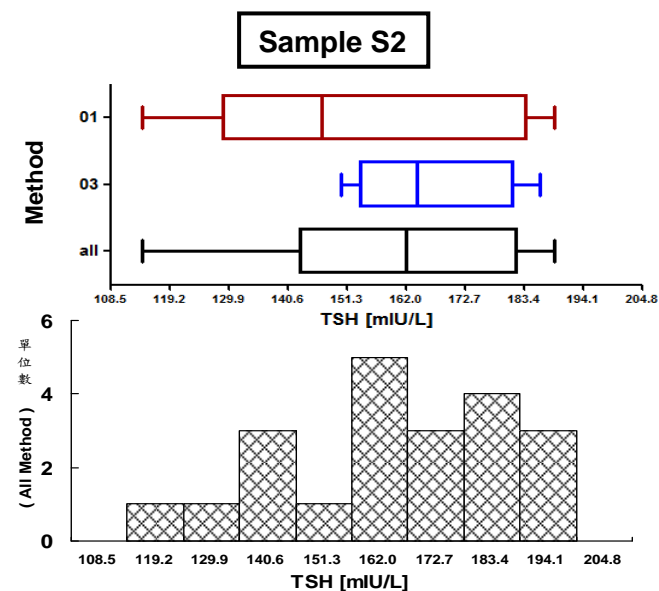 Sample S2
Method
01
03
all
108.5 119.2 129.9 140.6 151.3 162.0 172.7 183.4 194.1 204.8
TSH [mIU/L]
單位數
( All Method )
6
4
2
0
108.5 119.2 129.9 140.6 151.3 162.0 172.7 183.4 194.1 204.8
TSH [mIU/L]